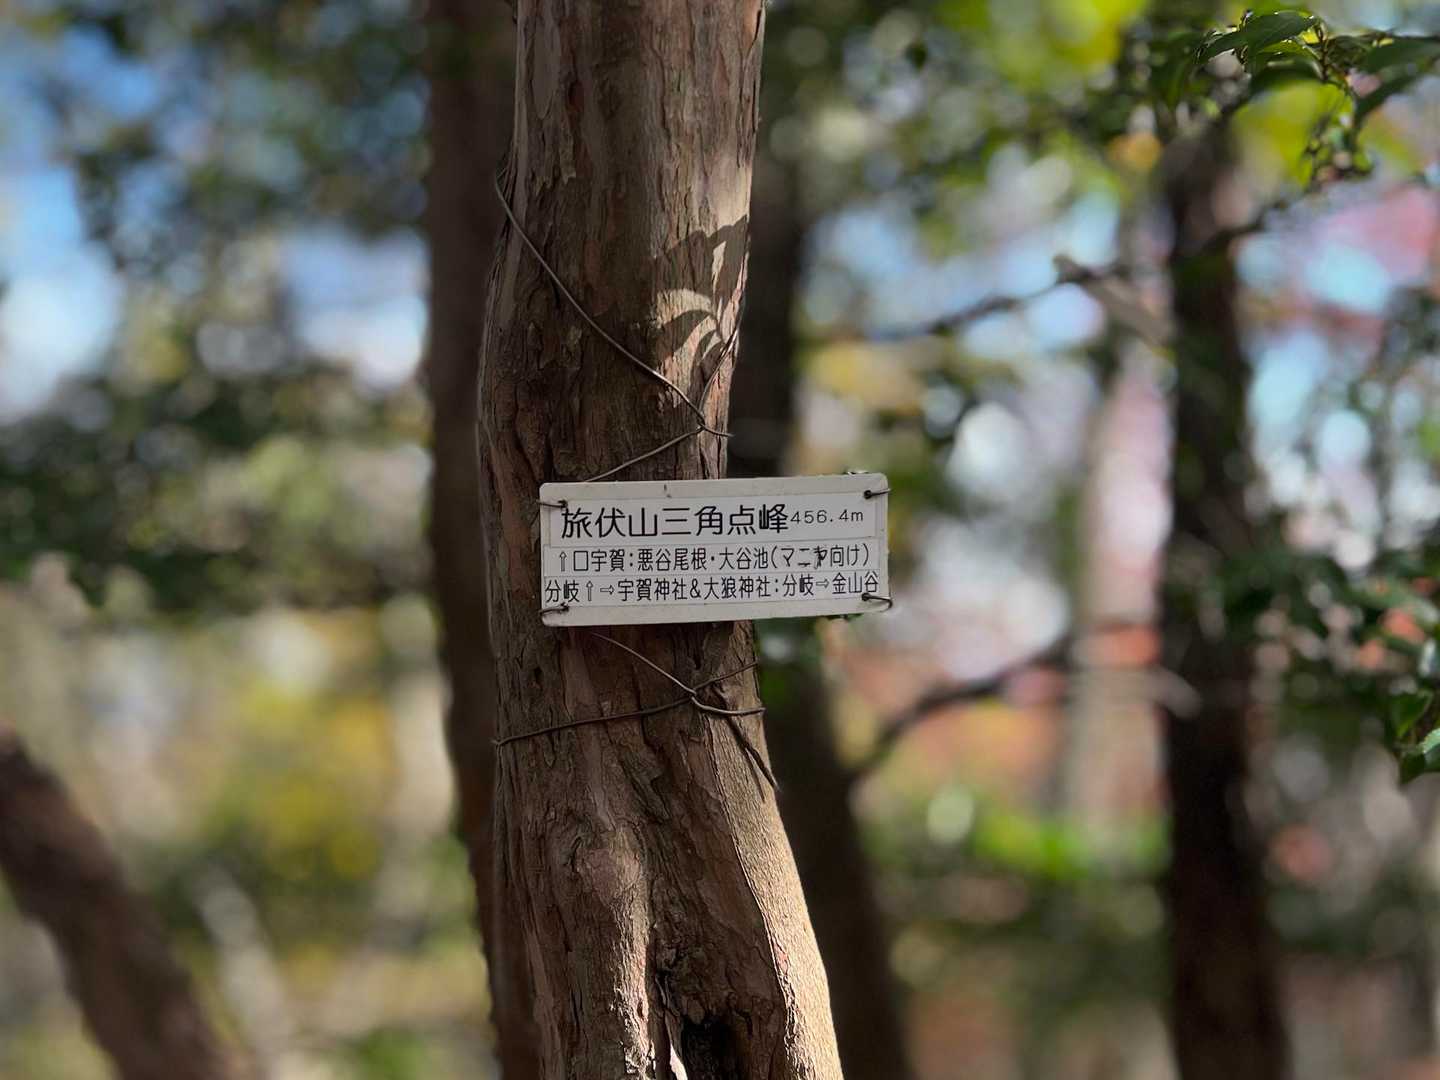 旅伏山三角点峰456.4m
⇧口宇賀:悪谷尾根・大谷池(マニヤ向け)
分岐⇧⇨宇賀神社&大狼神社:分岐⇨金山谷